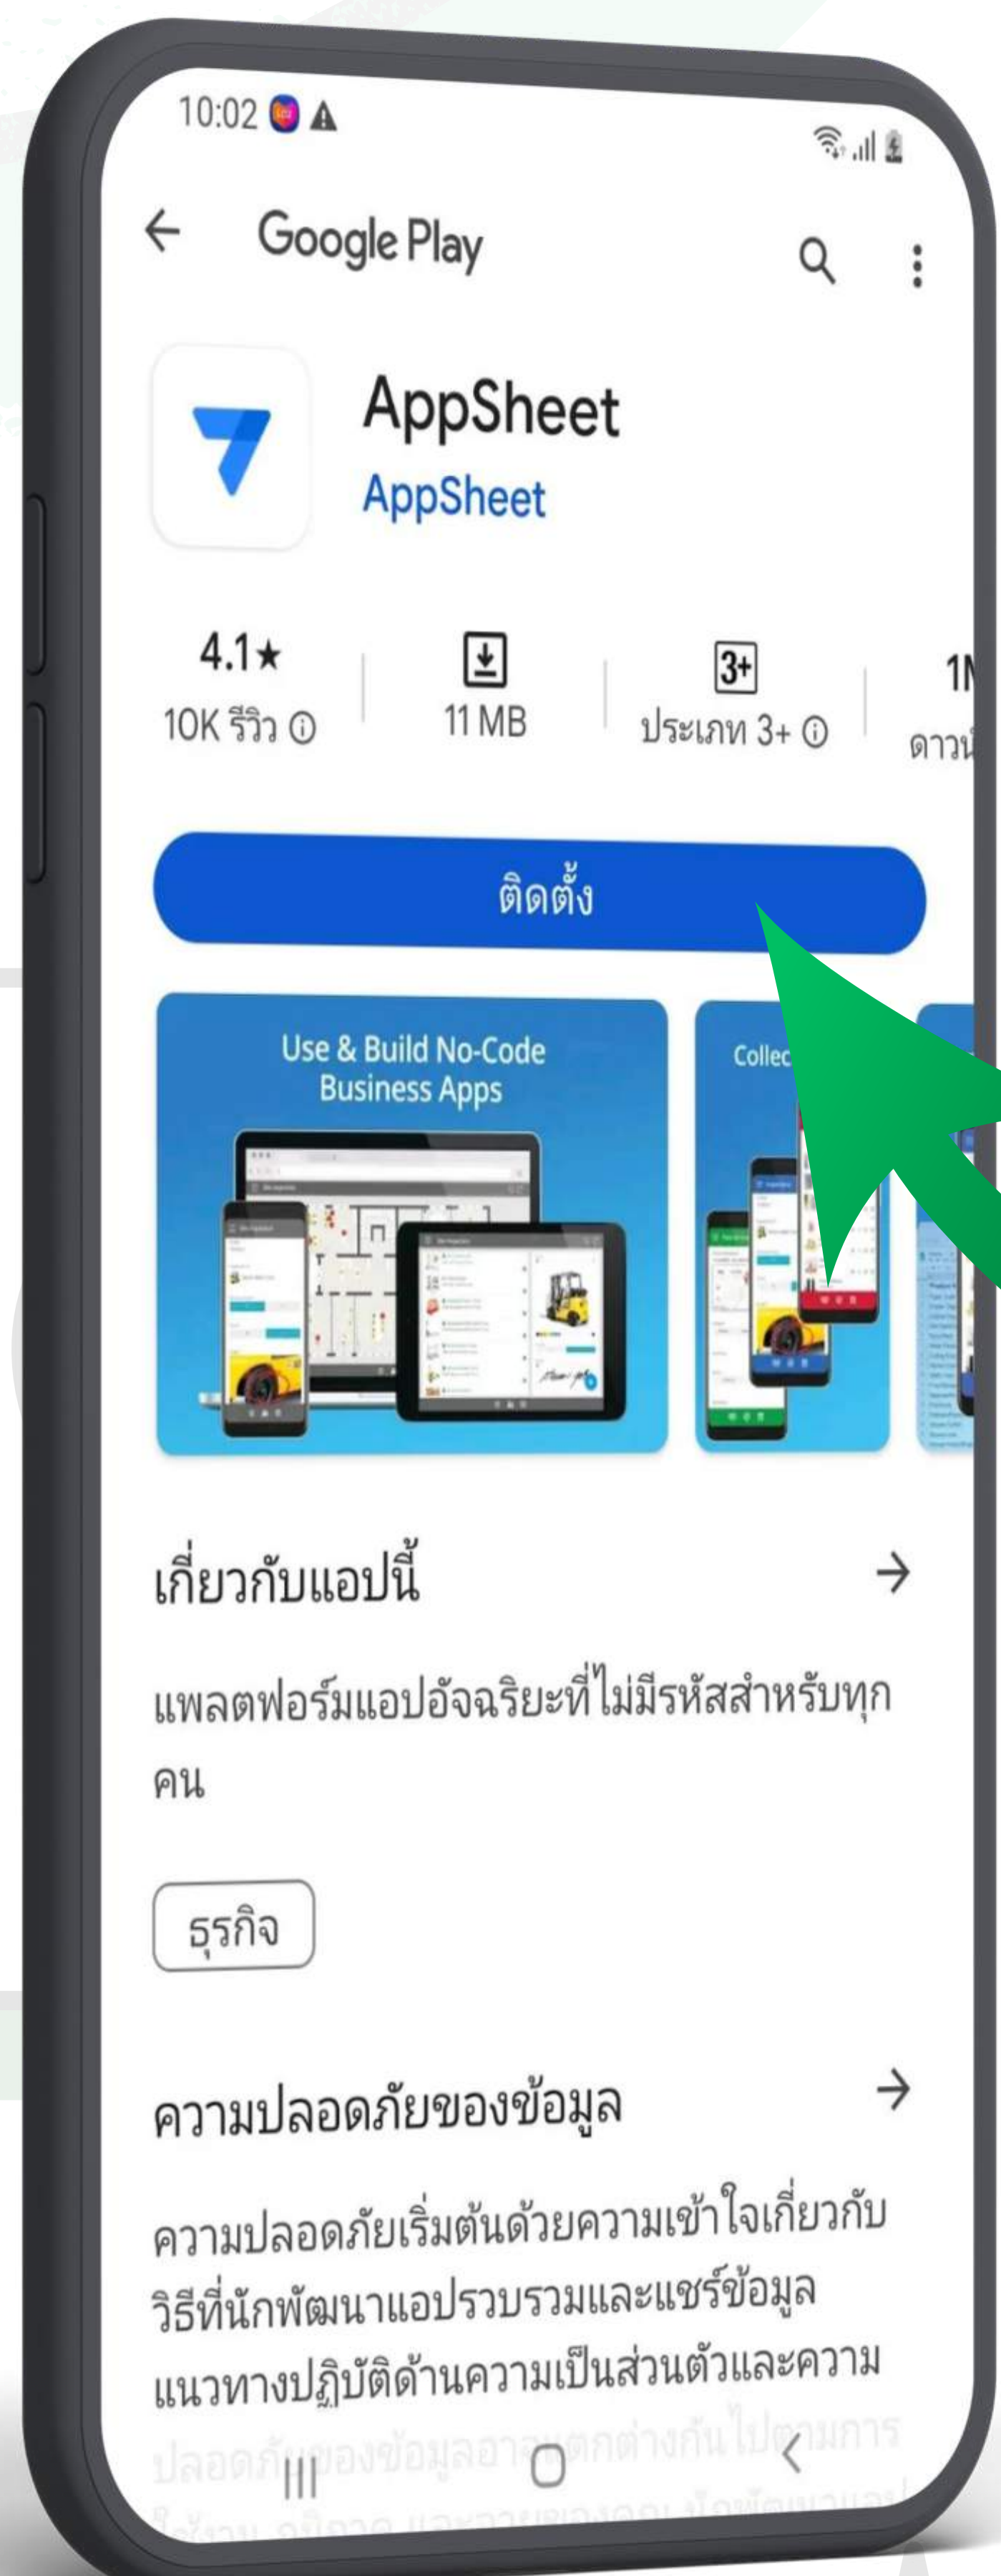 10:02
Google Play
AppSheet
AppSheet
4.1★
10K รีวิว
11 MB
3+
ประเภท 3+
ติดตั้ง
Use & Build No-Code
Business Apps
เกี่ยวกับแอปนี้
แพลตฟอร์มแอปอัจฉริยะที่ไม่มีรหัสสำหรับทุก
คน
ธุรกิจ
ความปลอดภัยของข้อมูล
ความปลอดภัยเริ่มต้นด้วยความเข้าใจเกี่ยวกับ
วิธีที่นักพัฒนาแอปรวบรวมและแชร์ข้อมูล
แนวทางปฏิบัติด้านความเป็นส่วนตัวและความ